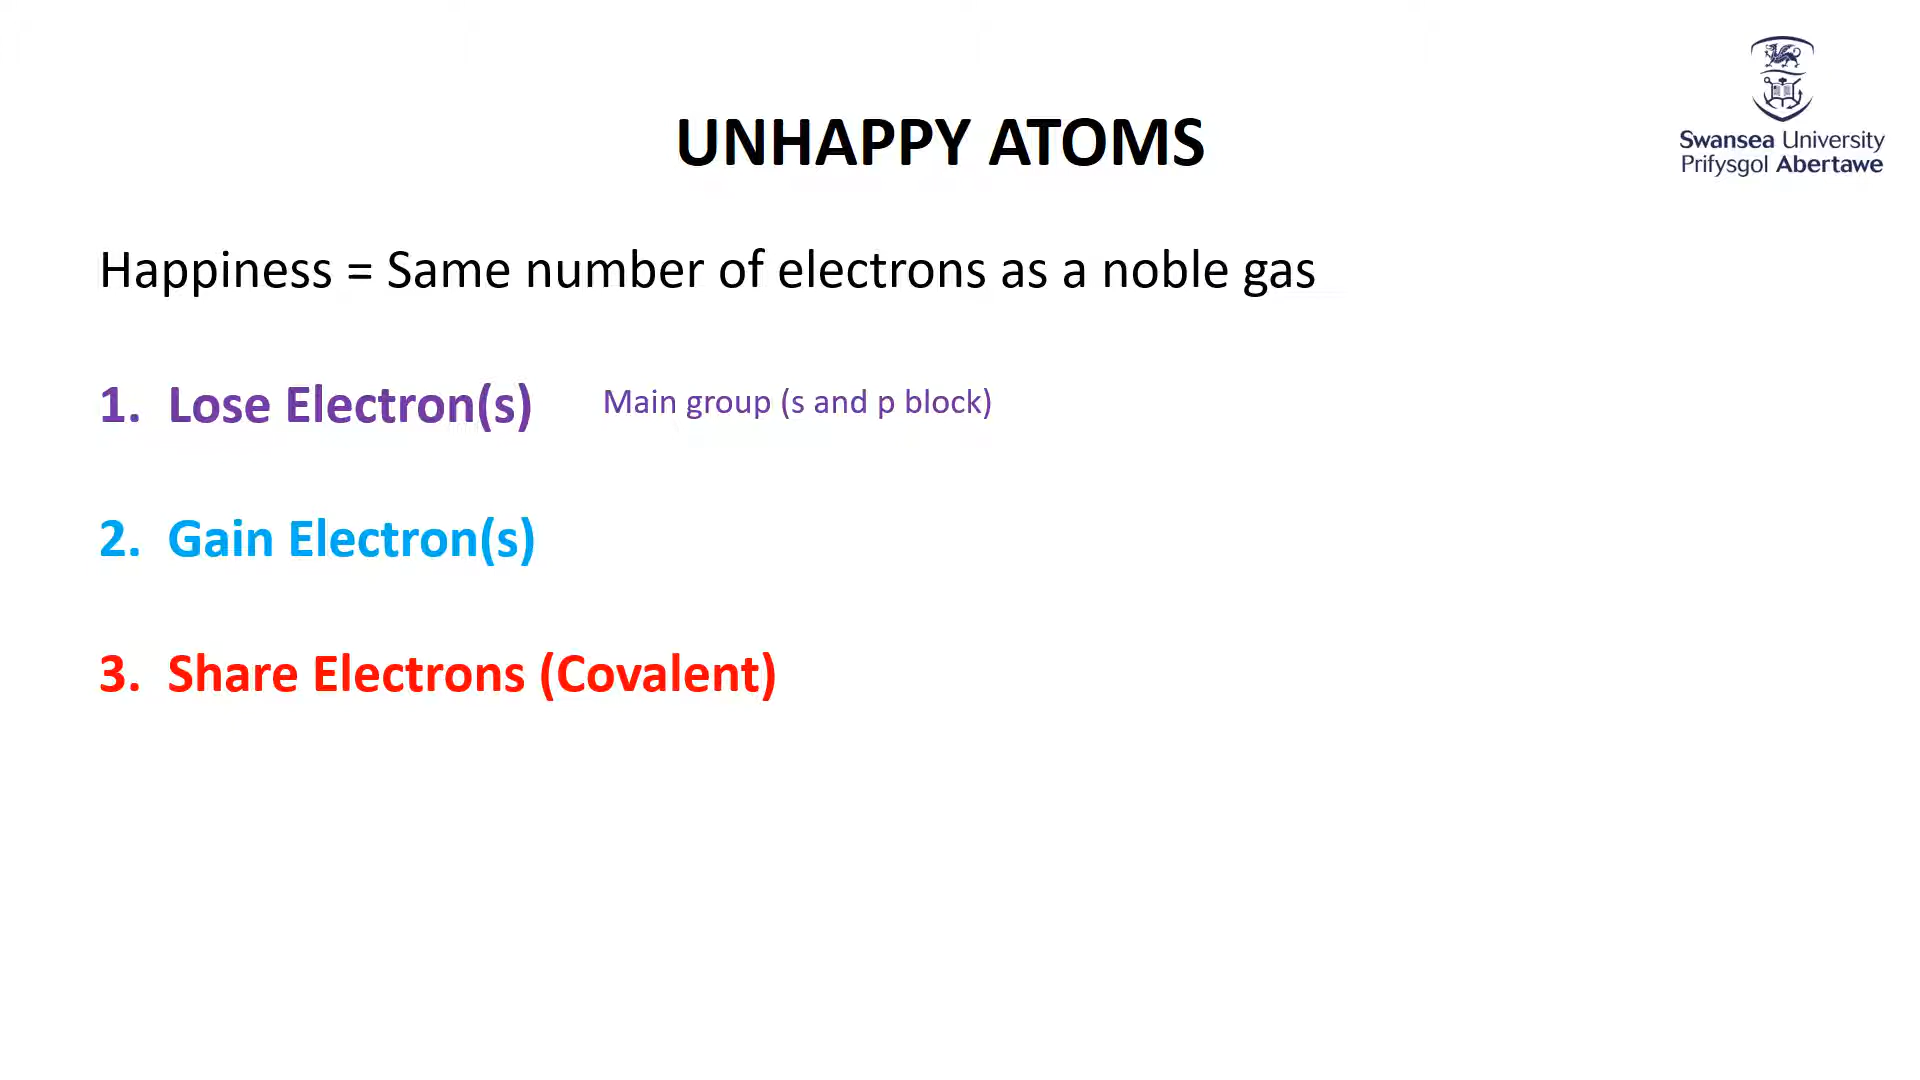 Swansea University
Prifysgol Abertawe
UNHAPPY ATOMS
Happiness = Same number of electrons as a noble gas
1. Lose Electron(s) Main group (s and p block)
2. Gain Electron(s)
3. Share Electrons (Covalent)